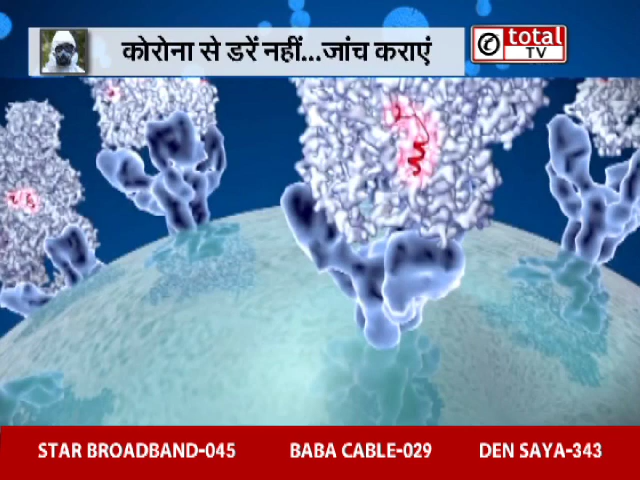 कोरोना से डरें नहीं...जांच कराएं
total
TV
STAR BROADBAND-045 BABA CABLE-029 DEN SAYA-343